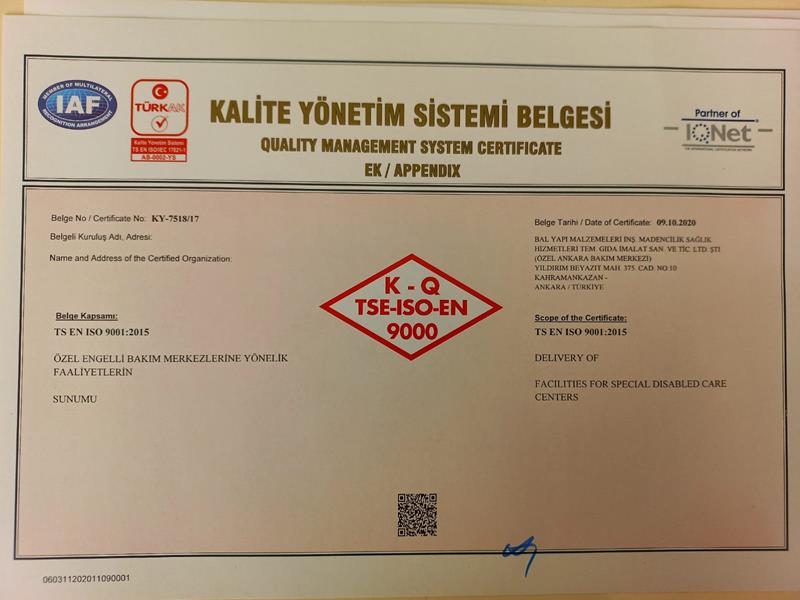 MEMBER OF MULTILATERAL
IAF
RECOGNITION ARRANGEMENT
TÜRKAK
Kalite Yönetim Sistemi
TS EN ISO/IEC 17021-1
AB-0002-YS
KALİTE YÖNETİM SİSTEMİ BELGESİ
QUALITY MANAGEMENT SYSTEM CERTIFICATE
EK / APPENDIX
Partner of
IQNet
THE INTERNATIONAL CERTIFICATION NETWORK
Belge No / Certificate No: KY-7518/17
Belgeli Kuruluş Adı, Adresi:
Name and Address of the Certified Organization:
Belge Tarihi / Date of Certificate: 09.10.2020
BAL YAPI MALZEMELERİ İNŞ. MADENCİLİK SAĞLIK
HİZMETLERİ TEM. GIDA İMALAT SAN. VE TİC. LTD. ŞTİ.
(ÖZEL ANKARA BAKIM MERKEZİ)
YILDIRIM BEYAZIT MAH. 375. CAD. NO:10
KAHRAMANKAZAN -
ANKARA / TÜRKİYE
K - Q
TSE-ISO-EN
9000
Belge Kapsamı:
TS EN ISO 9001:2015
ÖZEL ENGELLİ BAKIM MERKEZLERİNE YÖNELİK
FAALİYETLERİN
SUNUMU
Scope of the Certificate:
TS EN ISO 9001:2015
DELIVERY OF
FACILITIES FOR SPECIAL DISABLED CARE
CENTERS
060311202011090001